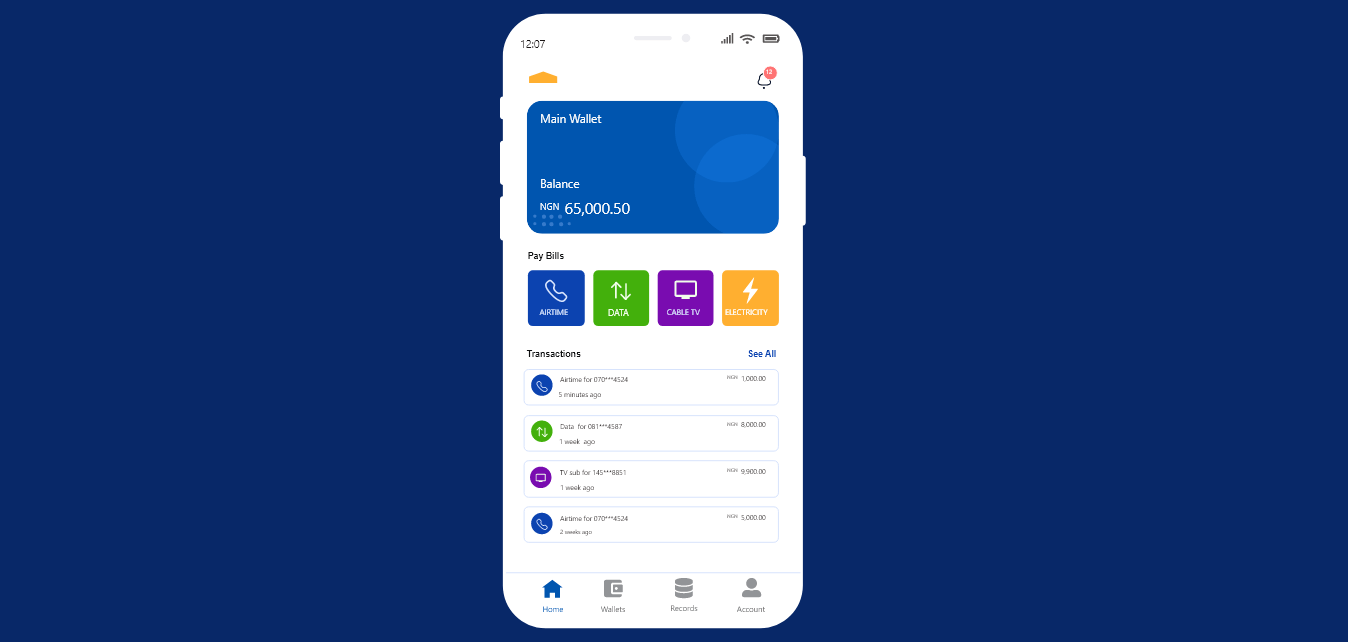 12:07
12
Main Wallet
Balance
NGN 65,000.50
Pay Bills
AIRTIME
DATA
CABLE TV
ELECTRICITY
Transactions
See All
Airtime for 070***4524
NGN 1,000.00
5 minutes ago
Data for 081***4587
NGN 8,000.00
1 week ago
TV sub for 145***8851
NGN 9,900.00
1 week ago
Airtime for 070***4524
NGN 5,000.00
2 weeks ago
Home
Wallets
Records
Account